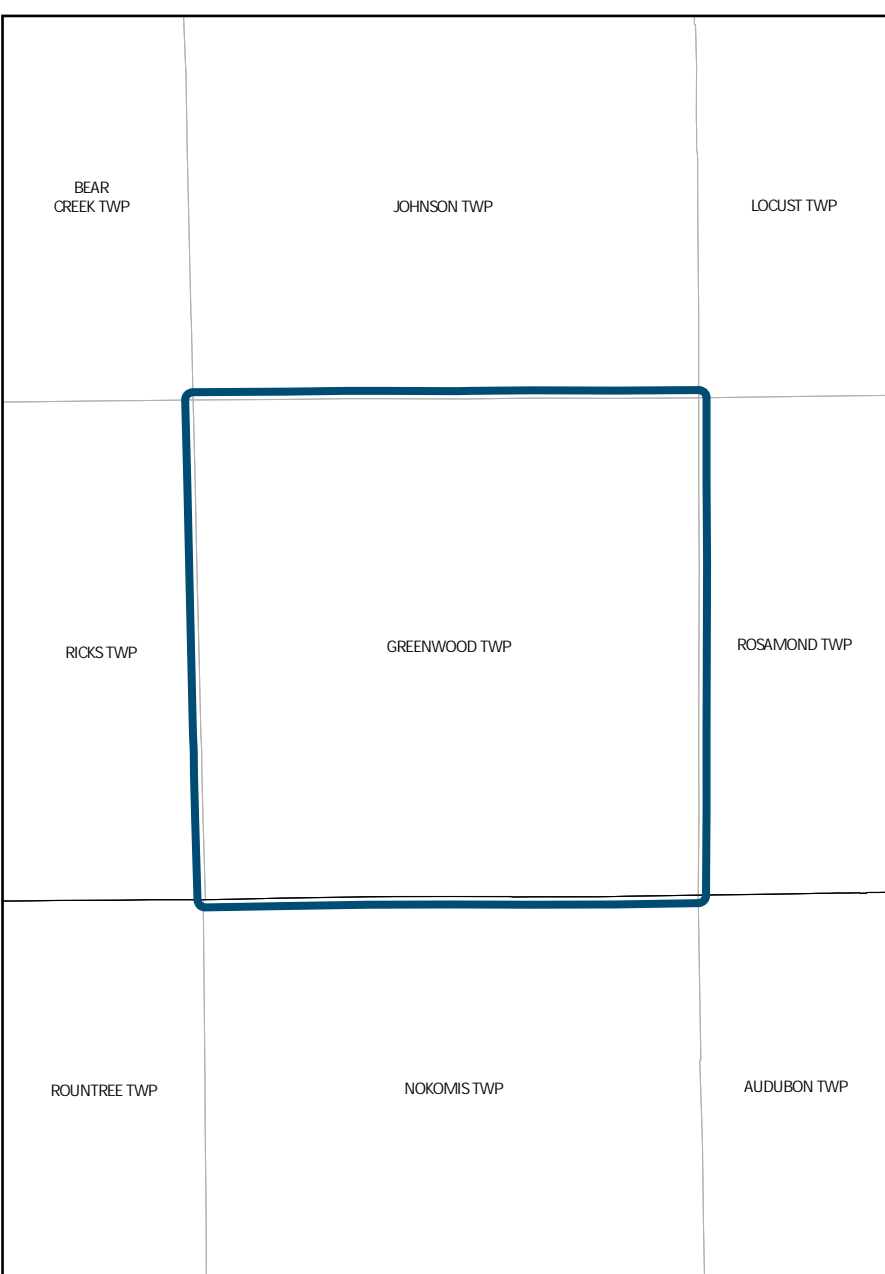 BEAR
CREEK TWP
JOHNSON TWP
LOCUST TWP
RICKS TWP
GREENWOOD TWP
ROSAMOND TWP
ROUNTREE TWP
NOKOMIS TWP
AUDUBON TWP